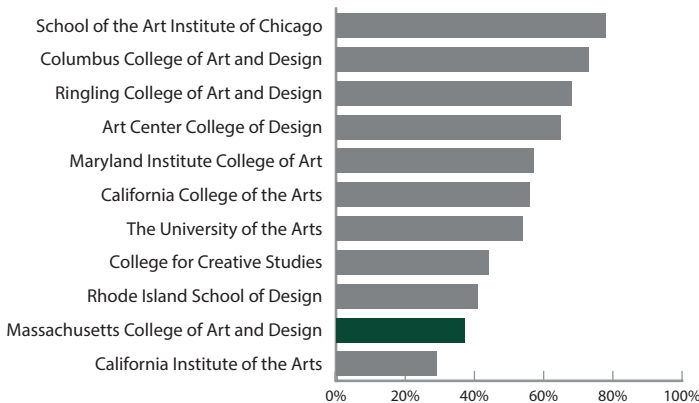 School of the Art Institute of Chicago
Columbus College of Art and Design
Ringling College of Art and Design
Art Center College of Design
Maryland Institute College of Art
California College of the Arts
The University of the Arts
College for Creative Studies
Rhode Island School of Design
Massachusetts College of Art and Design
California Institute of the Arts
0% 20% 40% 60% 80% 100%